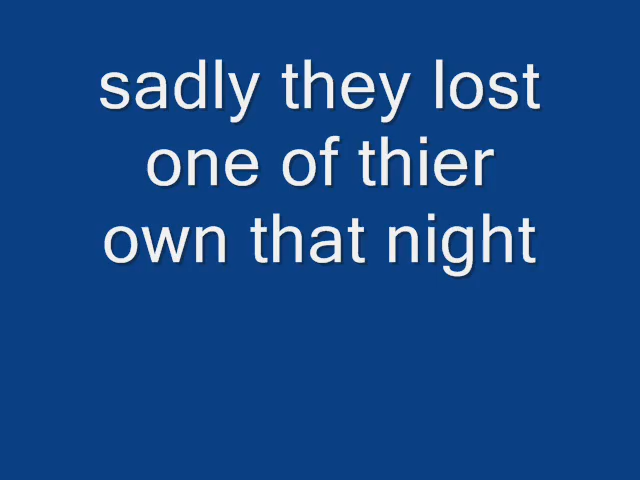 sadly they lost
one of thier
own that night